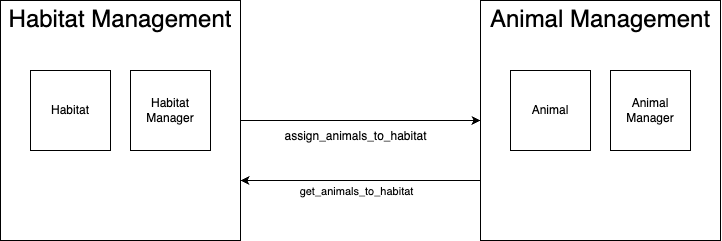 Habitat Management
Animal Management
Habitat
Habitat
Manager
assign_animals_to_habitat
get_animals_to_habitat
Animal
Animal
Manager